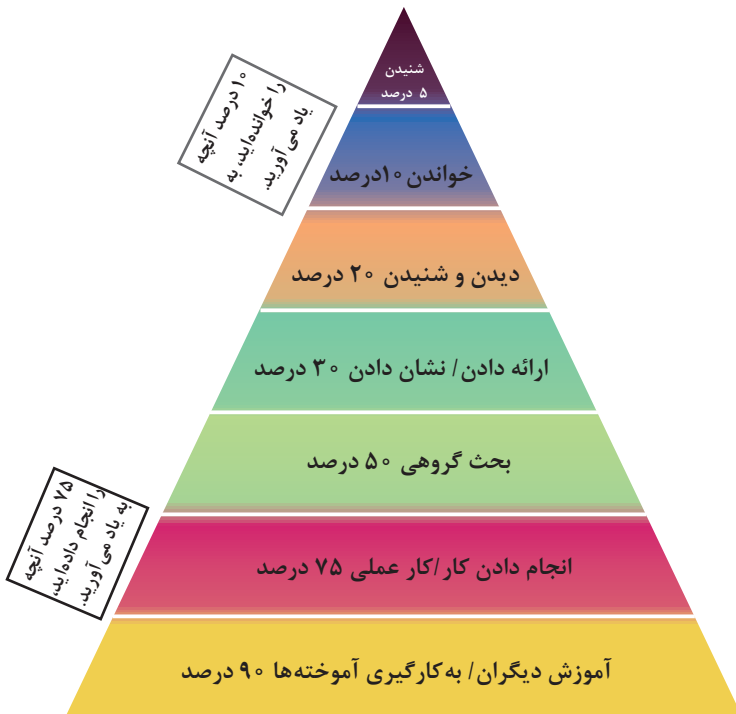 شنیدن
۵ درصد
۱۰ درصد آنچه
را خوانده‌اید، به
یاد می آورید.
خواندن ۱۰درصد
دیدن و شنیدن ۲۰ درصد
ارائه دادن/ نشان دادن ۳۰ درصد
بحث گروهی ۵۰ درصد
۷۵ درصد آنچه
را انجام داده‌اید،
به یاد می آورید.
انجام دادن کار/کار عملی ۷۵ درصد
آموزش دیگران/ به‌کارگیری آموخته‌ها ۹۰ درصد